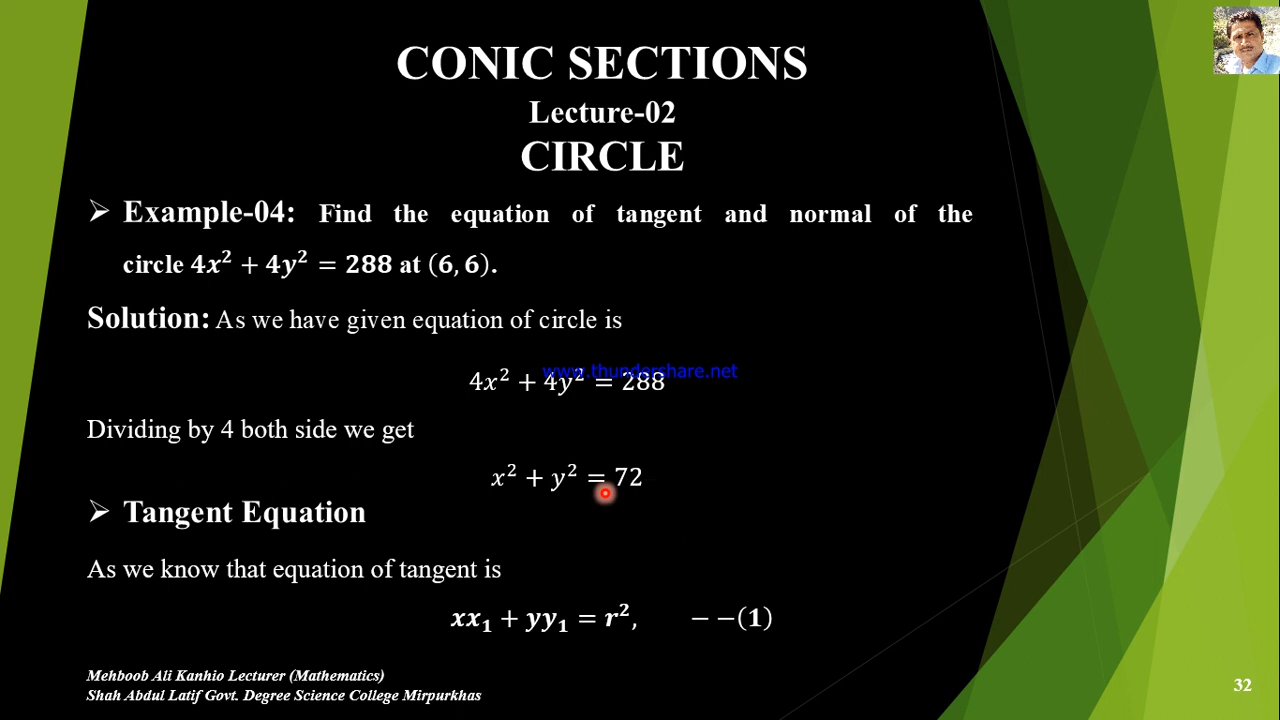 CONIC SECTIONS
Lecture-02
CIRCLE
➢ Example-04: Find the equation of tangent and normal of the
circle 4x² + 4y² = 288 at (6, 6).
Solution: As we have given equation of circle is
www.thundershare.net
4x² + 4y² = 288
Dividing by 4 both side we get
x² + y² = 72
➢ Tangent Equation
As we know that equation of tangent is
xx₁ + yy₁ = r², − −(1)
Mehboob Ali Kanhio Lecturer (Mathematics)
Shah Abdul Latif Govt. Degree Science College Mirpurkhas
32